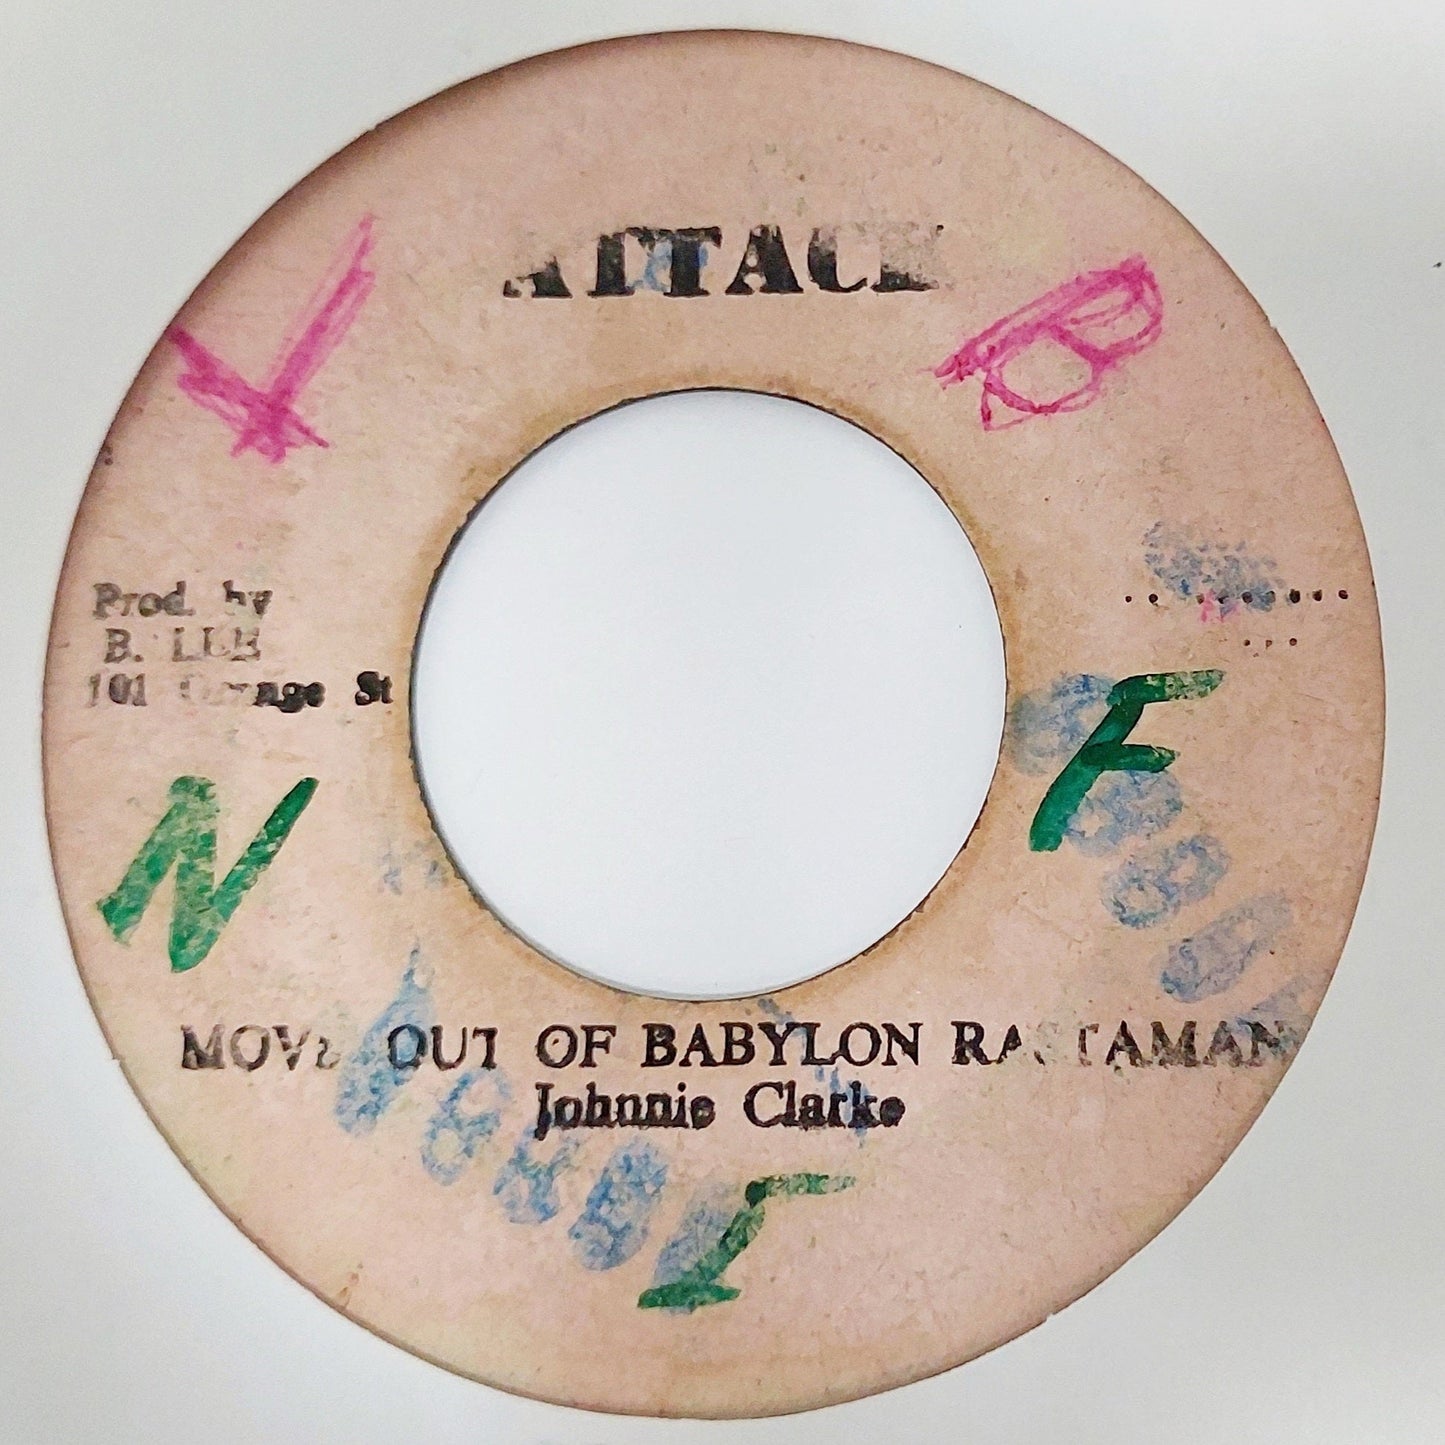 ATTACK
B
Prod. by
B. LEE
101 Orange St
N
F
MOVE OUT OF BABYLON RASTAMAN
Johnnie Clarke